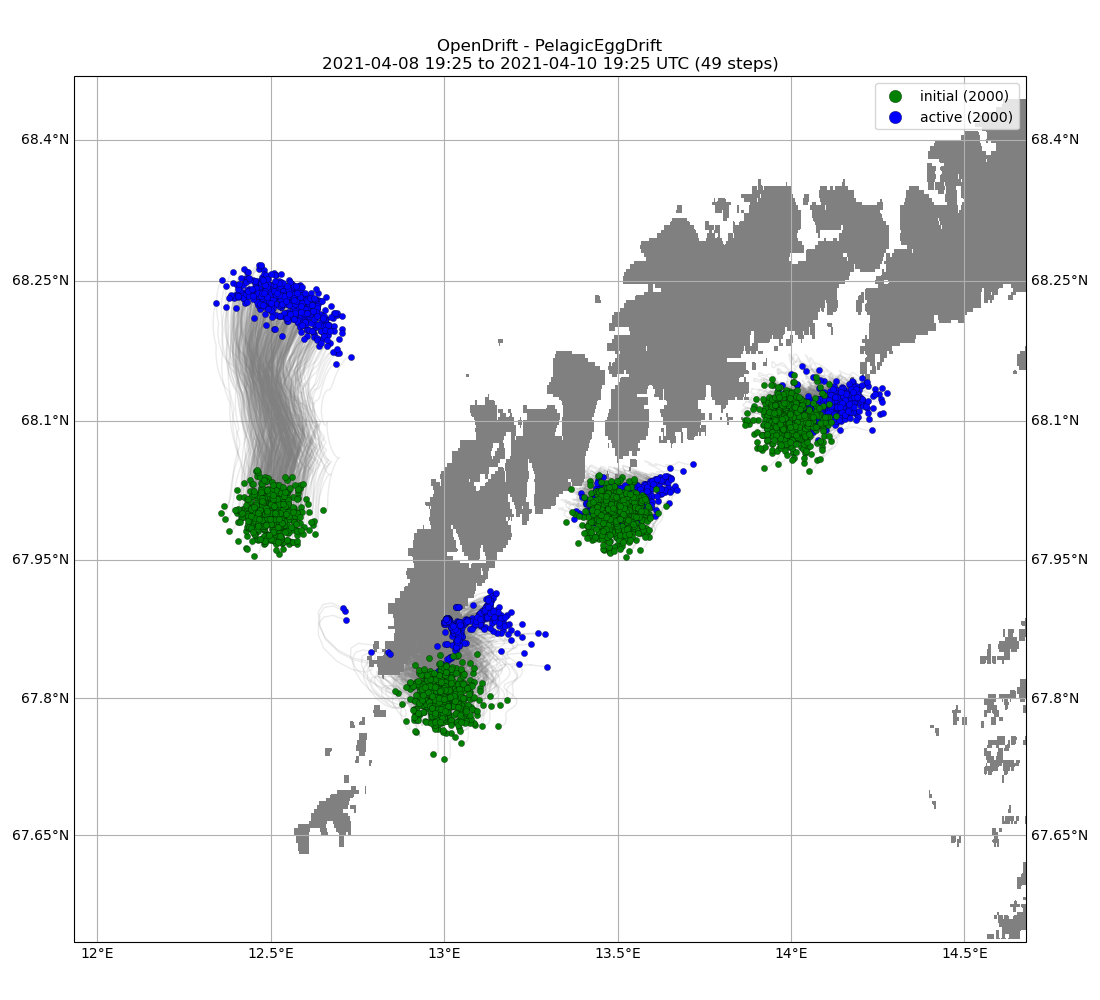 OpenDrift - PelagicEggDrift
2021-04-08 19:25 to 2021-04-10 19:25 UTC (49 steps)
initial (2000)
active (2000)
68.4°N
68.4°N
68.25°N
68.25°N
68.1°N
68.1°N
67.95°N
67.95°N
67.8°N
67.8°N
67.65°N
67.65°N
12°E
12.5°E
13°E
13.5°E
14°E
14.5°E